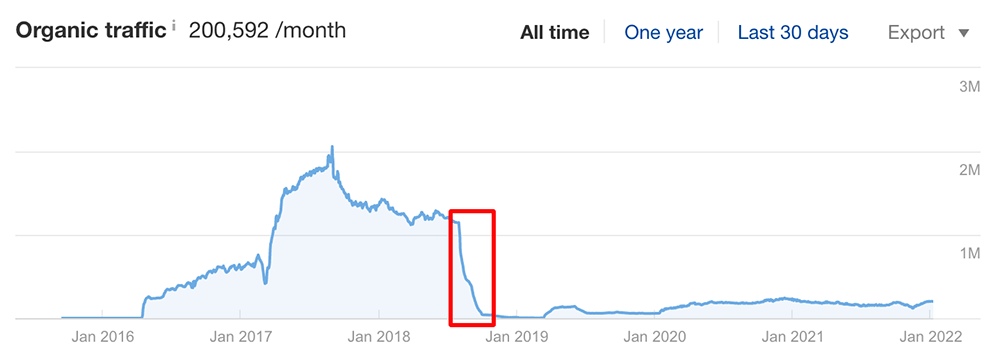 Organic traffic i 200,592 /month All time One year Last 30 days Export
3M
2M
1M
Jan 2016 Jan 2017 Jan 2018 Jan 2019 Jan 2020 Jan 2021 Jan 2022